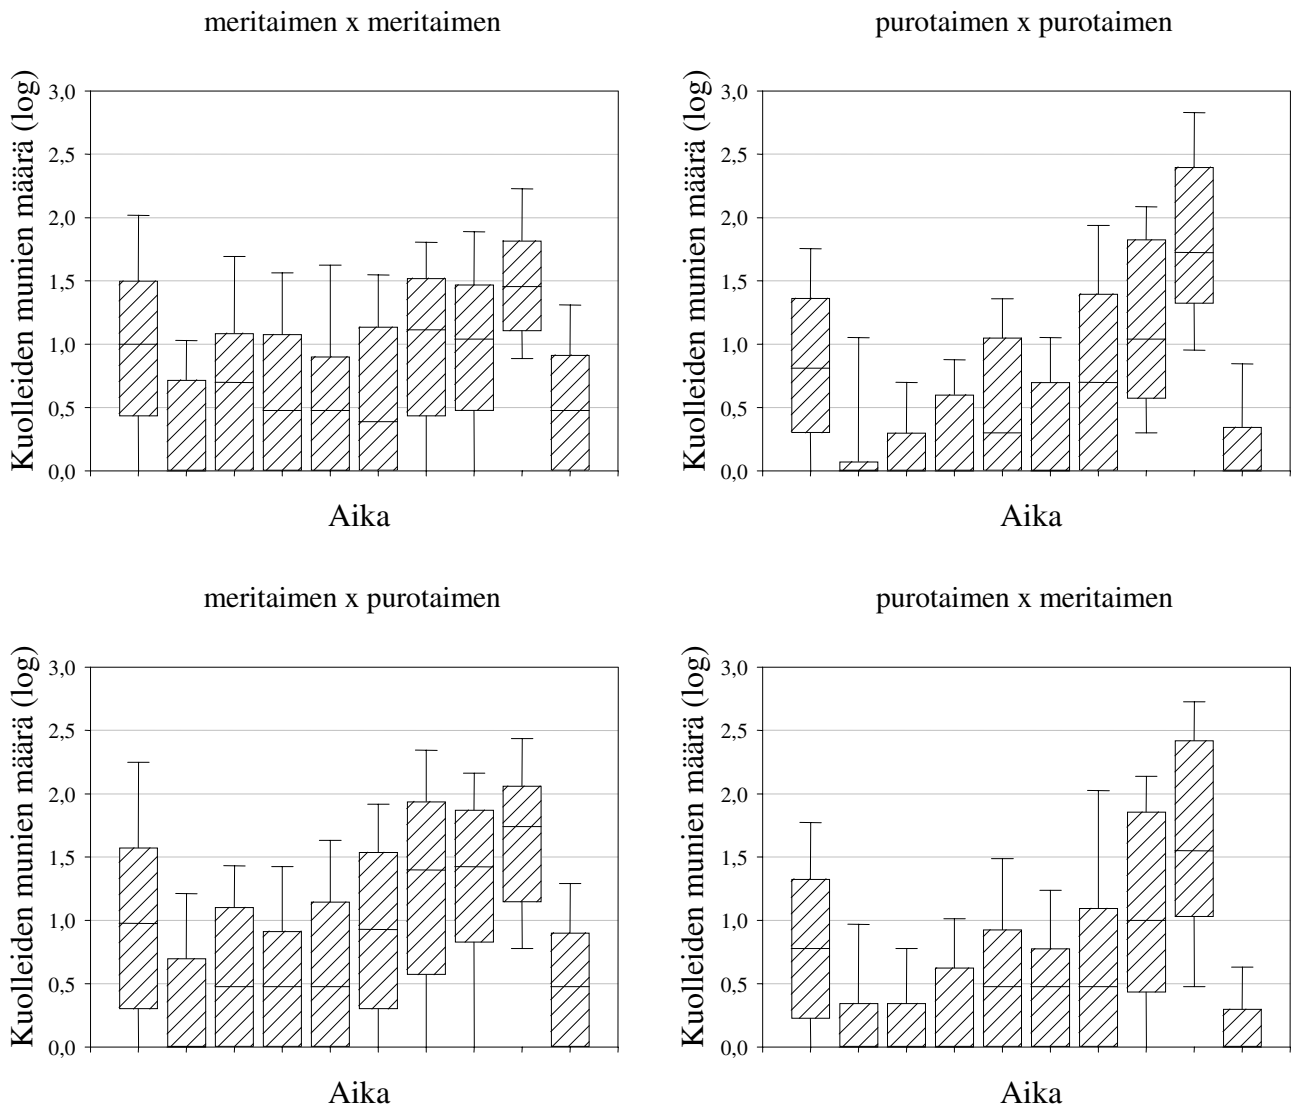 meritaimen x meritaimen
Kuolleiden munien määrä (log)
3,0
2,5
2,0
1,5
1,0
0,5
0,0
Aika
purotaimen x purotaimen
Kuolleiden munien määrä (log)
3,0
2,5
2,0
1,5
1,0
0,5
0,0
Aika
meritaimen x purotaimen
Kuolleiden munien määrä (log)
3,0
2,5
2,0
1,5
1,0
0,5
0,0
Aika
purotaimen x meritaimen
Kuolleiden munien määrä (log)
3,0
2,5
2,0
1,5
1,0
0,5
0,0
Aika